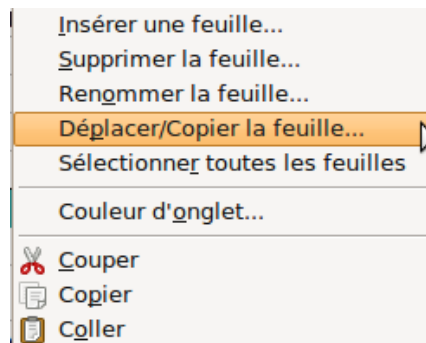 Insérer une feuille...
Supprimer la feuille...
Renommer la feuille...
Déplacer/Copier la feuille...
Sélectionner toutes les feuilles
Couleur d'onglet...
Couper
Copier
Coller